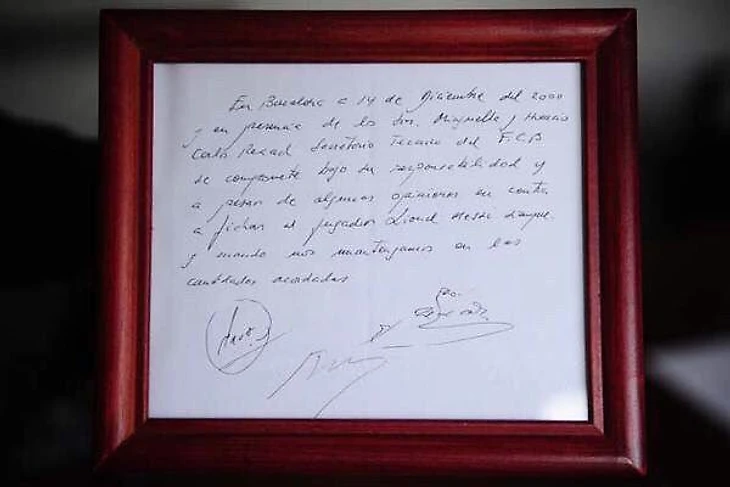 En Barcelona a 14 de Diciembre del 2000
y en presencia de los Sres. Minguella y Horacio
Carlos Rexach Secretario Tecnico del F.C.B
se compromete bajo su responsabilidad y
a pesar de algunas opiniones en contra
a fichar al jugador Lionel Messi siempre
y cuando nos mantengamos en las
cantidades acordadas